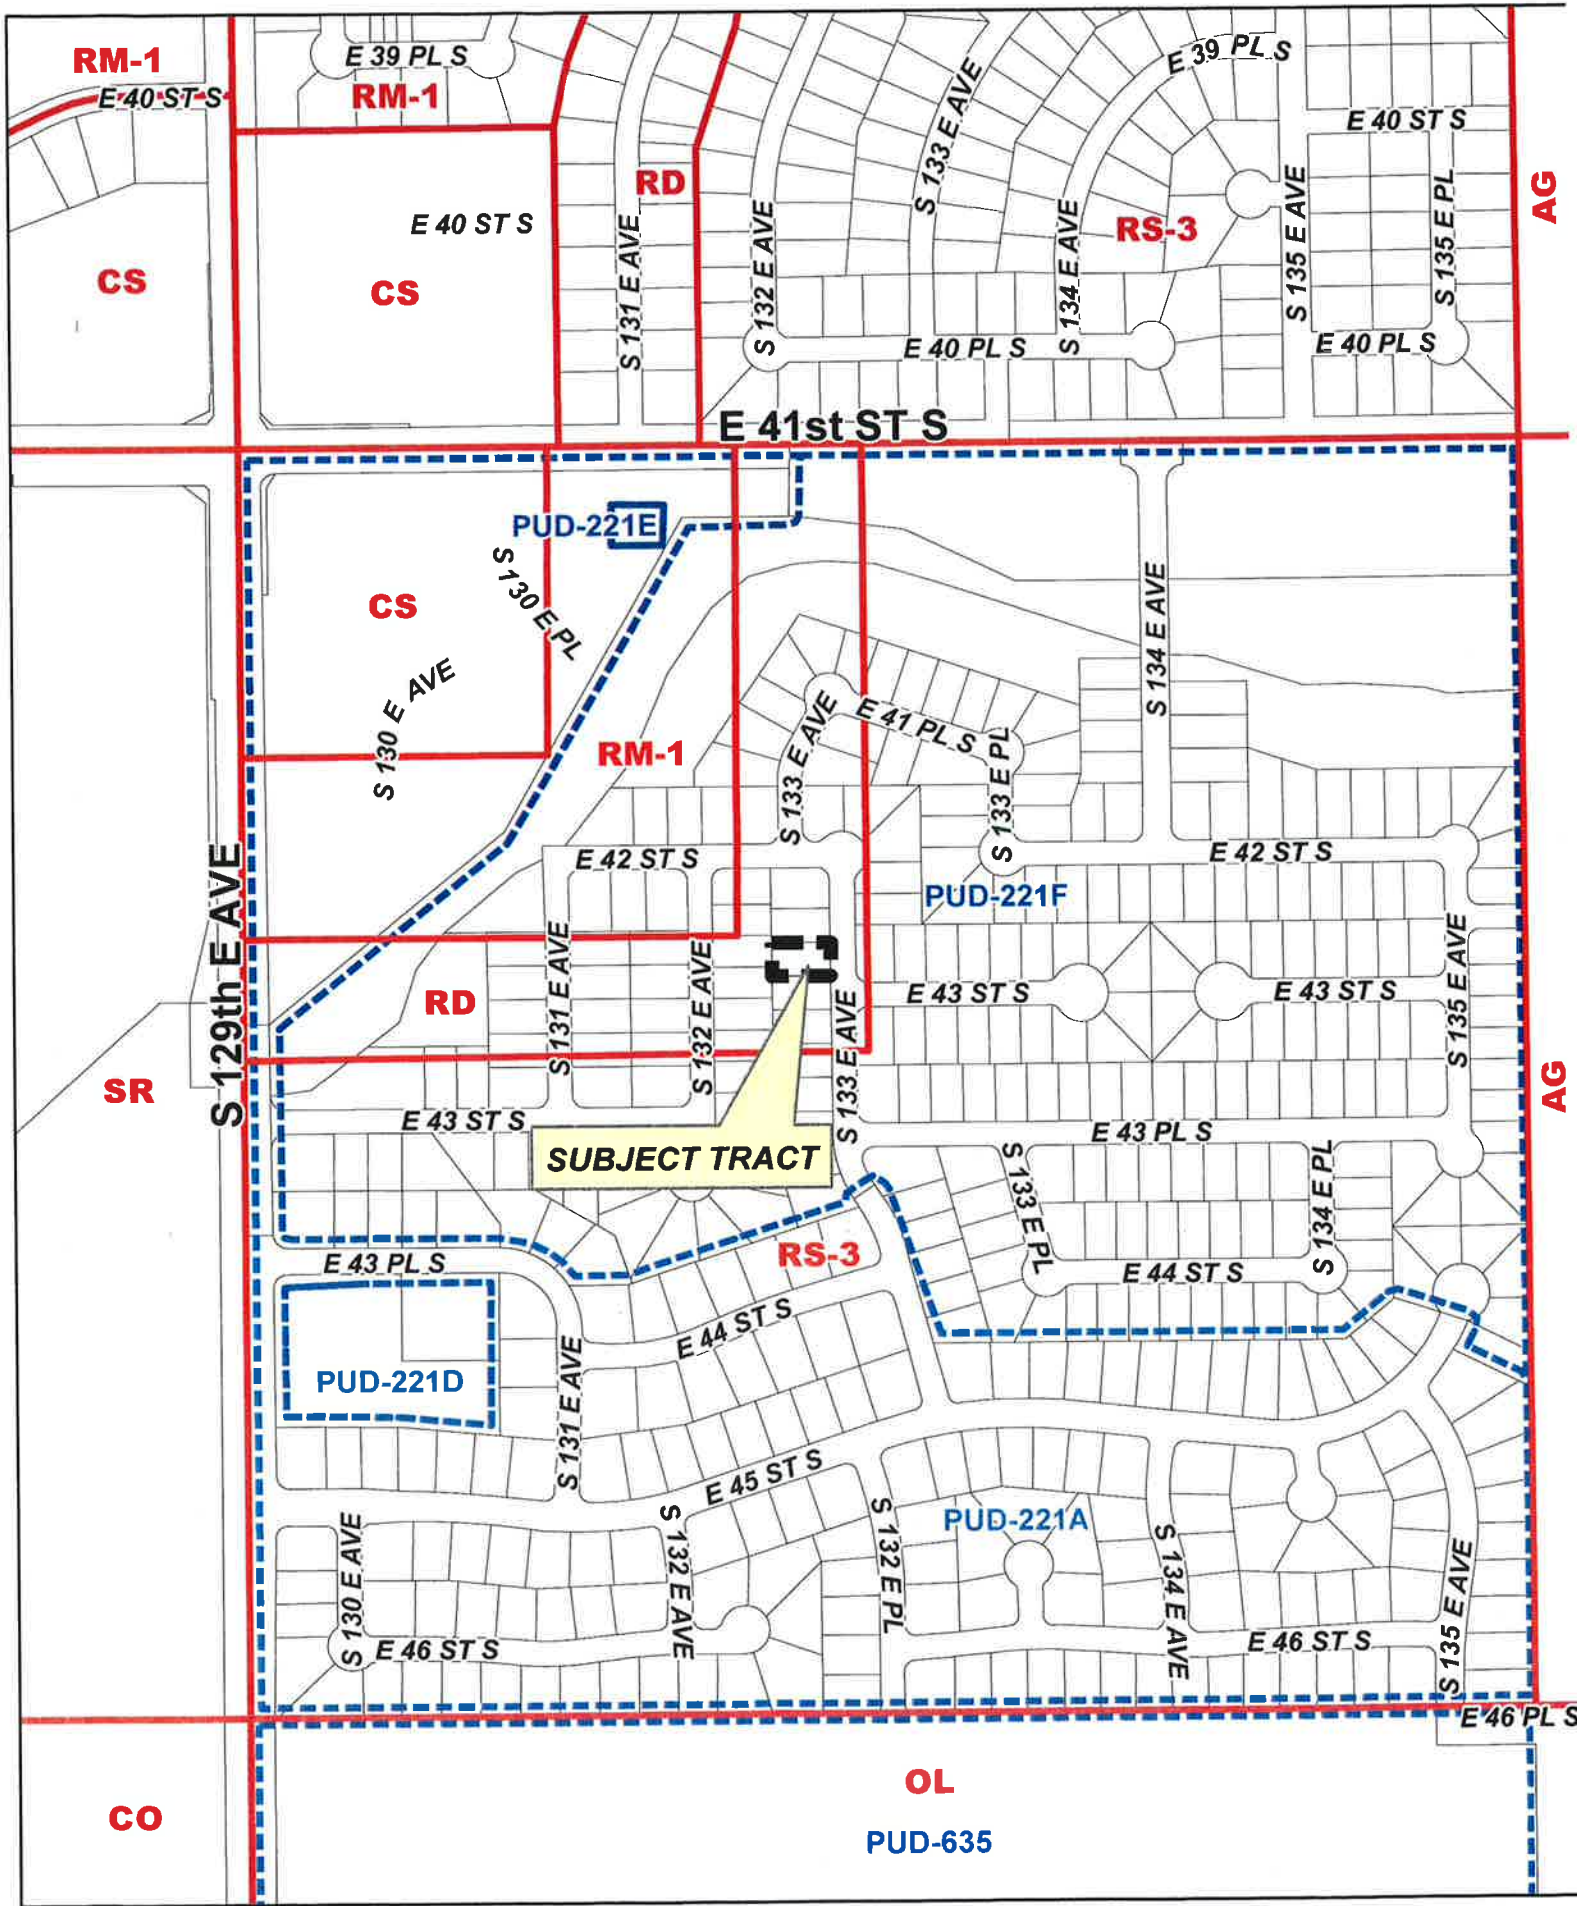 RM-1
E 40 ST S
E 39 PL S
RM-1
E 39 PL S
S 133 E AVE
E 40 ST S
RD
S 135 E AVE
S 135 E PL
AG
E 40 ST S
S 131 E AVE
S 132 E AVE
S 134 E AVE
RS-3
CS
CS
E 40 PL S
E 40 PL S
E 41st ST S
PUD-221E
S 130 E PL
CS
S 134 E AVE
S 130 E AVE
RM-1
S 133 E AVE
E 41 PL S
S 133 E PL
E 42 ST S
E 42 ST S
PUD-221F
S 129th E AVE
S 131 E AVE
S 132 E AVE
RD
E 43 ST S
E 43 ST S
S 135 E AVE
S 133 E AVE
SR
AG
E 43 ST S
E 43 PL S
SUBJECT TRACT
S 133 E PL
S 134 E PL
RS-3
E 43 PL S
E 44 ST S
E 44 ST S
PUD-221D
S 131 E AVE
E 45 ST S
PUD-221A
S 130 E AVE
S 132 E AVE
S 132 E PL
S 134 E AVE
S 135 E AVE
E 46 ST S
E 46 ST S
E 46 PL S
OL
CO
PUD-635